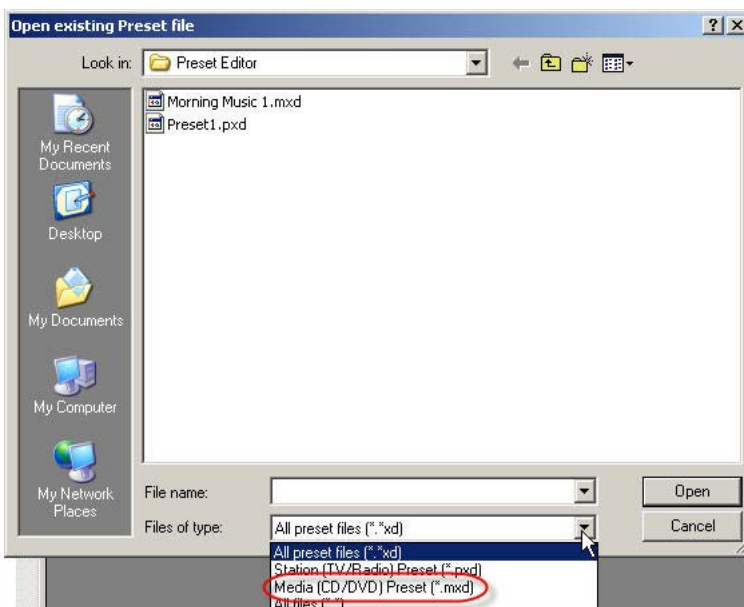 Open existing Preset file
Look in:
Preset Editor
Morning Music 1.mxd
Preset1.pxd
My Recent
Documents
Desktop
My Documents
My Computer
My Network
Places
File name:
Open
Files of type:
All preset files (*.*xd)
Cancel
All preset files (*.*xd)
Station (TV/Radio) Preset (*.pxd)
Media (CD/DVD) Preset (*.mxd)
All files (*.*)